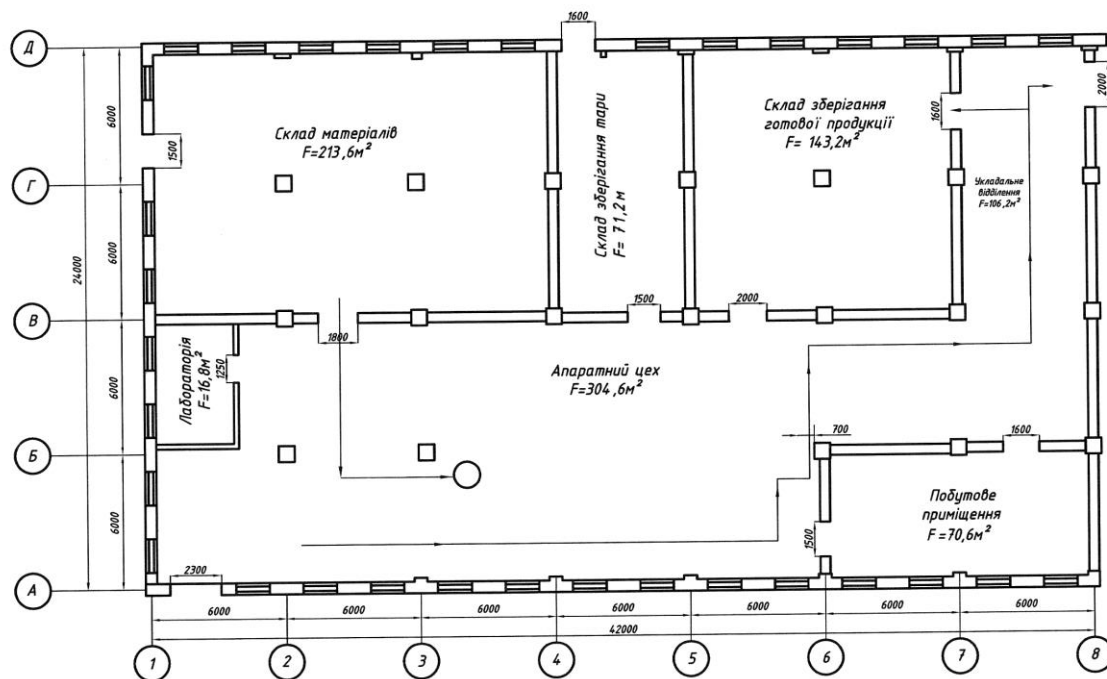 1600
Д
6000
1500
Склад матеріалів
F=213,6м²
Склад зберігання тари
F= 71,2 м
Склад зберігання
готової продукції
F= 143,2м²
1600
2000
Укладальне
відділення
F=106,2м²
Г
6000
24000
В
1800
1500
2000
Лабораторія
F=16,8м²
1250
6000
Апаратний цех
F=304,6м²
700
1600
Б
6000
Побутове
приміщення
F=70,6м²
1500
2300
А
6000
6000
6000
6000
6000
6000
6000
42000
1
2
3
4
5
6
7
8